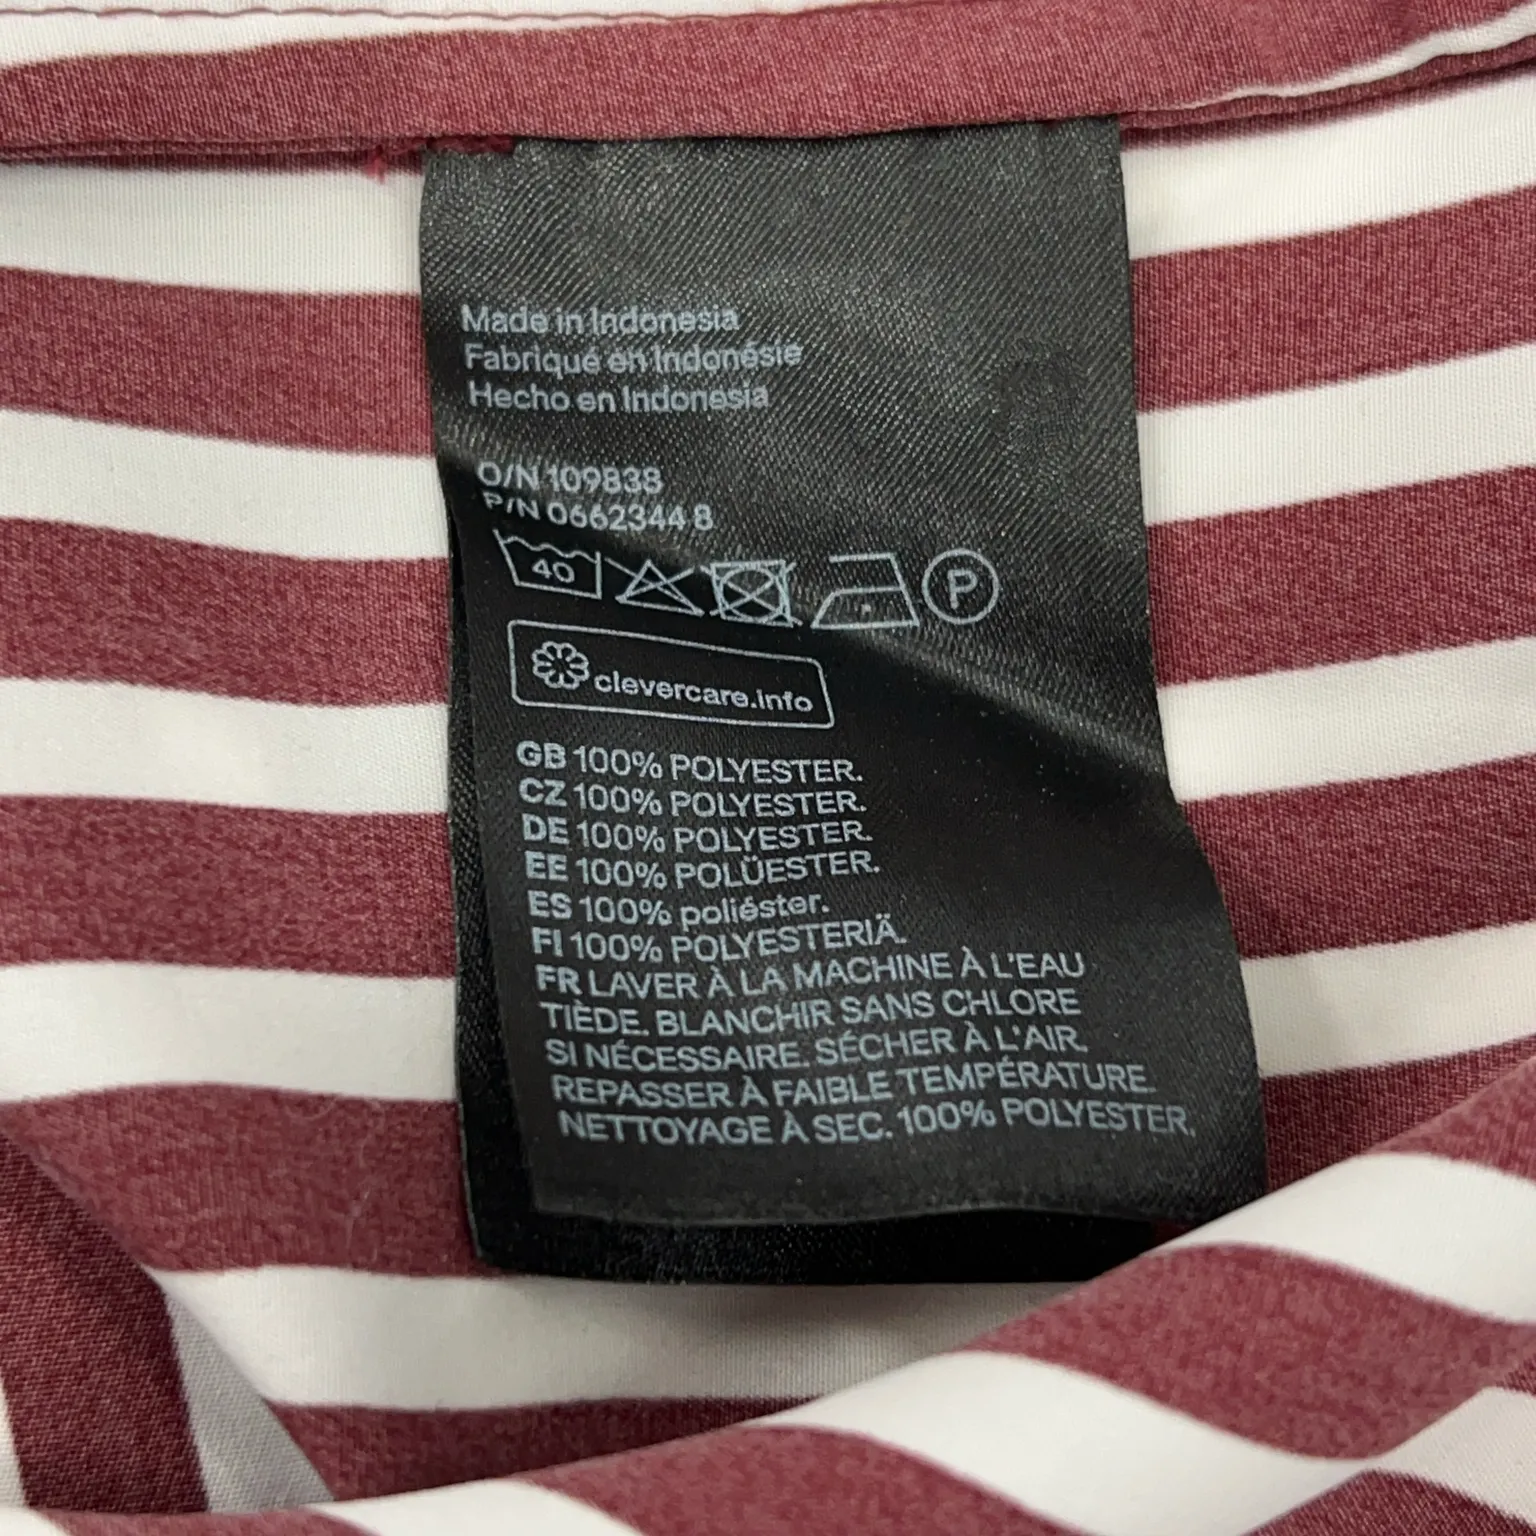 Made in Indonesia
Fabriqué en Indonésie
Hecho en Indonesia
O/N 109838
P/N 0662344 8
40
P
clevercare.info
GB 100% POLYESTER.
CZ 100% POLYESTER.
DE 100% POLYESTER.
EE 100% POLÜESTER.
ES 100% poliéster.
FI 100% POLYESTERIÄ.
FR LAVER À LA MACHINE À L'EAU
TIÈDE. BLANCHIR SANS CHLORE
SI NÉCESSAIRE. SÉCHER À L'AIR.
REPASSER À FAIBLE TEMPÉRATURE.
NETTOYAGE À SEC. 100% POLYESTER.